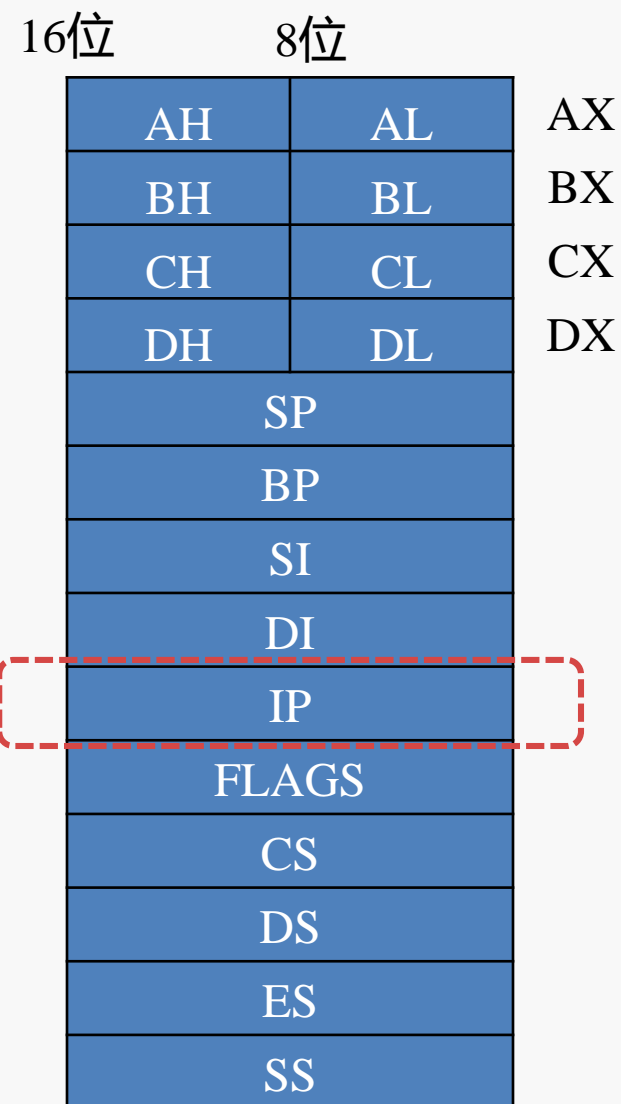 16位 8位
AH AL AX
BH BL BX
CH CL CX
DH DL DX
SP
BP
SI
DI
IP
FLAGS
CS
DS
ES
SS